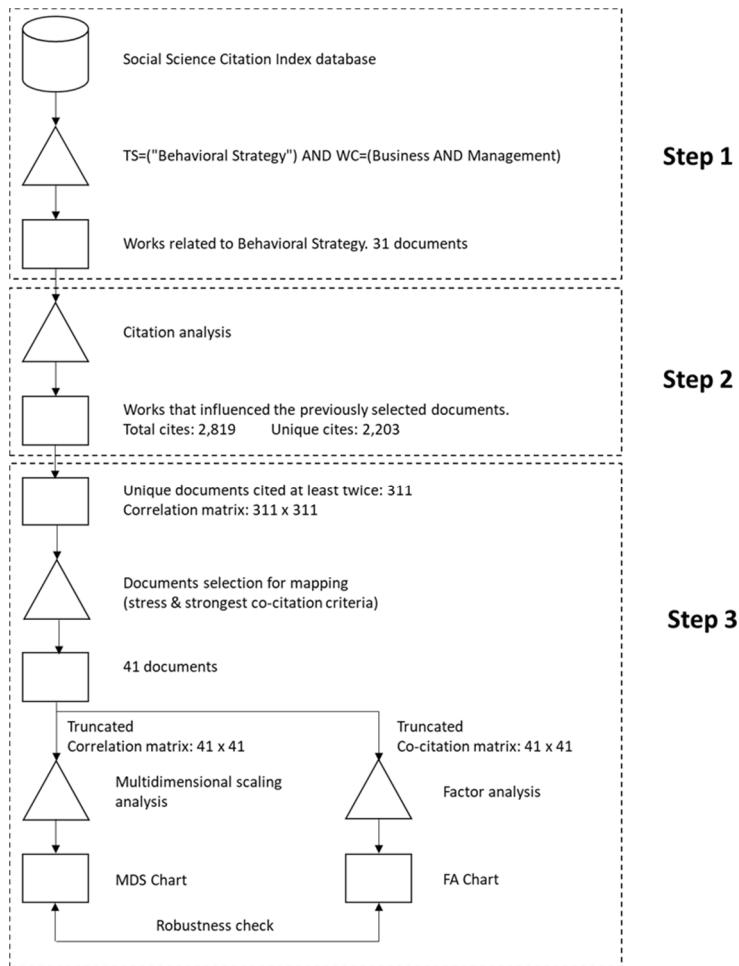 Social Science Citation Index database
TS=("Behavioral Strategy") AND WC=(Business AND Management)
Step 1
Works related to Behavioral Strategy. 31 documents
Citation analysis
Step 2
Works that influenced the previously selected documents.
Total cites: 2,819 Unique cites: 2,203
Unique documents cited at least twice: 311
Correlation matrix: 311 x 311
Documents selection for mapping
(stress & strongest co-citation criteria)
Step 3
41 documents
Truncated
Correlation matrix: 41 x 41
Truncated
Co-citation matrix: 41 x 41
Multidimensional scaling
analysis
Factor analysis
MDS Chart
FA Chart
Robustness check